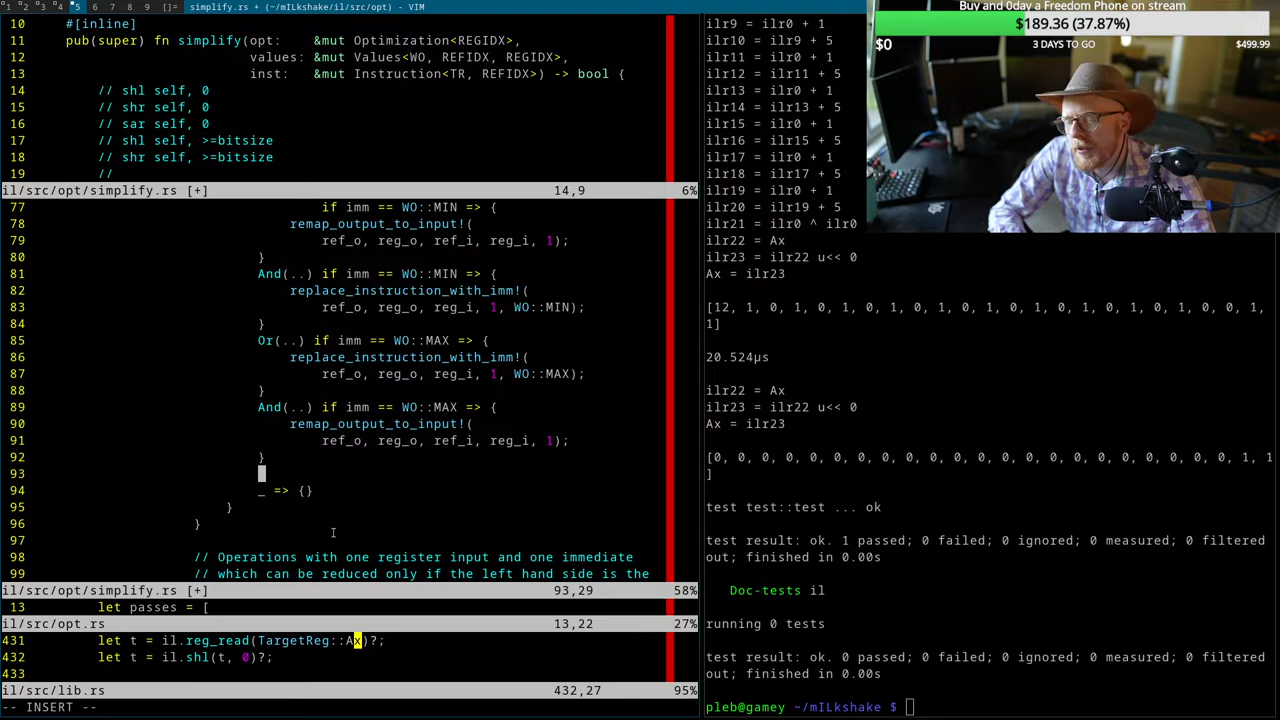 1 2 3 4 5 6 7 8 9 []= simplify.rs + (~/mILkshake/il/src/opt) - VIM
10 #[inline]
11 pub(super) fn simplify(opt: &mut Optimization<REGIDX>,
12 values: &mut Values<WO, REFIDX, REGIDX>,
13 inst: &mut Instruction<TR, REFIDX>) -> bool {
14 // shl self, 0
15 // shr self, 0
16 // sar self, 0
17 // shl self, >=bitsize
18 // shr self, >=bitsize
19 //
il/src/opt/simplify.rs [+] 14,9 6%
77 if imm == WO::MIN => {
78 remap_output_to_input!(
79 ref_o, reg_o, ref_i, reg_i, 1);
80 }
81 And(..) if imm == WO::MIN => {
82 replace_instruction_with_imm!(
83 ref_o, reg_o, reg_i, 1, WO::MIN);
84 }
85 Or(..) if imm == WO::MAX => {
86 replace_instruction_with_imm!(
87 ref_o, reg_o, reg_i, 1, WO::MAX);
88 }
89 And(..) if imm == WO::MAX => {
90 remap_output_to_input!(
91 ref_o, reg_o, ref_i, reg_i, 1);
92 }
93
94 _ => {}
95 }
96 }
97
98 // Operations with one register input and one immediate
99 // which can be reduced only if the left hand side is the
il/src/opt/simplify.rs [+] 93,29 58%
13 let passes = [
il/src/opt.rs 13,22 27%
431 let t = il.reg_read(TargetReg::Ax)?;
432 let t = il.shl(t, 0)?;
433
il/src/lib.rs 432,27 95%
-- INSERT --
ilr9 = ilr0 + 1
ilr10 = ilr9 + 5
ilr11 = ilr0 + 1
ilr12 = ilr11 + 5
ilr13 = ilr0 + 1
ilr14 = ilr13 + 5
ilr15 = ilr0 + 1
ilr16 = ilr15 + 5
ilr17 = ilr0 + 1
ilr18 = ilr17 + 5
ilr19 = ilr0 + 1
ilr20 = ilr19 + 5
ilr21 = ilr0 ^ ilr0
ilr22 = Ax
ilr23 = ilr22 u<< 0
Ax = ilr23
[12, 1, 0, 1, 0, 1, 0, 1, 0, 1, 0, 1, 0, 1, 0, 1, 0, 1, 0, 1, 0, 0, 1,
1]
20.524µs
ilr22 = Ax
ilr23 = ilr22 u<< 0
Ax = ilr23
[0, 0, 0, 0, 0, 0, 0, 0, 0, 0, 0, 0, 0, 0, 0, 0, 0, 0, 0, 0, 0, 0, 1, 1
]
test test::test ... ok
test result: ok. 1 passed; 0 failed; 0 ignored; 0 measured; 0 filtered
out; finished in 0.00s
Doc-tests il
running 0 tests
test result: ok. 0 passed; 0 failed; 0 ignored; 0 measured; 0 filtered
out; finished in 0.00s
pleb@gamey ~/mILkshake $
Buy and 0day a Freedom Phone on stream
$189.36 (37.87%)
$0 3 DAYS TO GO $499.99